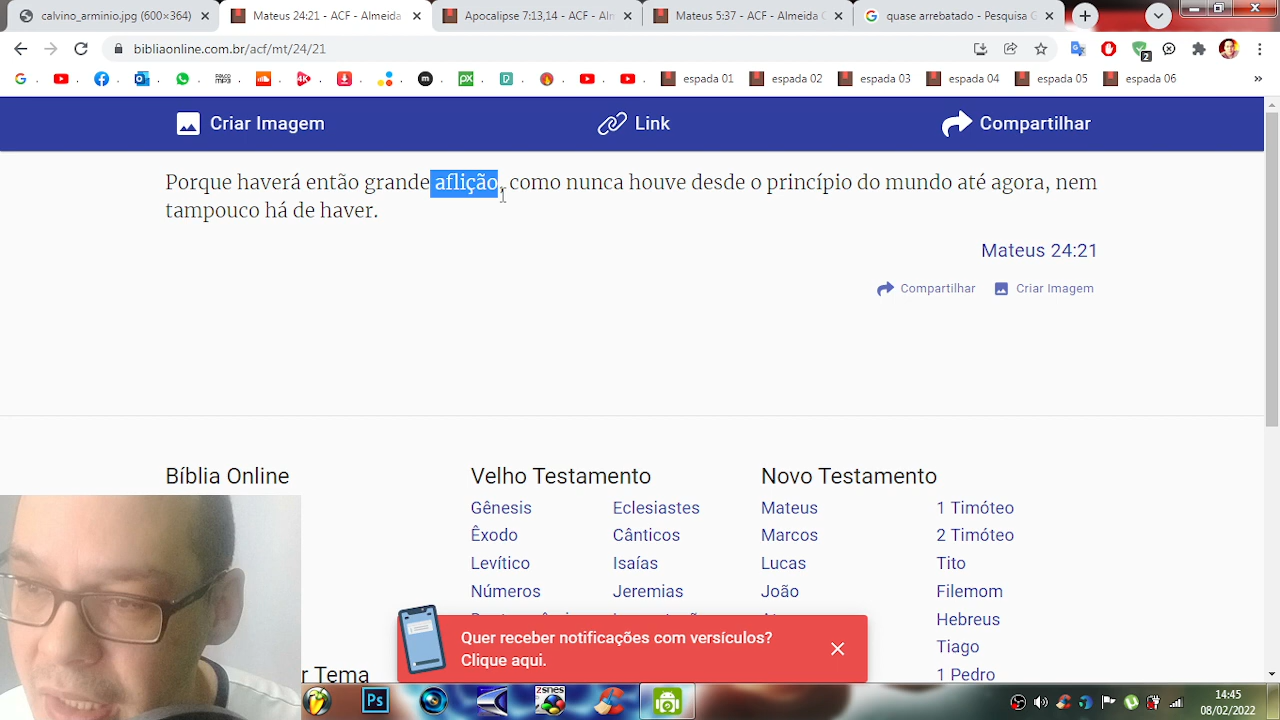 calvino_arminio.jpg (600×364)
Mateus 24:21 - ACF - Almeida
Apocalipse 7:13
Mateus 5:37 - ACF - Almeida C
quase arrebatado - Pesquisa G
bibliaonline.com.br/acf/mt/24/21
2
espada 01
espada 02
espada 03
espada 04
espada 05
espada 06
»
Criar Imagem
Link
Compartilhar
Porque haverá então grande aflição, como nunca houve desde o princípio do mundo até agora, nem
tampouco há de haver.
Mateus 24:21
Compartilhar
Criar Imagem
Bíblia Online
Velho Testamento
Novo Testamento
Gênesis
Eclesiastes
Mateus
1 Timóteo
Êxodo
Cânticos
Marcos
2 Timóteo
Levítico
Isaías
Lucas
Tito
Números
Jeremias
João
Filemom
Hebreus
Tiago
1 Pedro
Quer receber notificações com versículos?
Clique aqui.
r Tema
Ps
ZSNES
14:45
08/02/2022